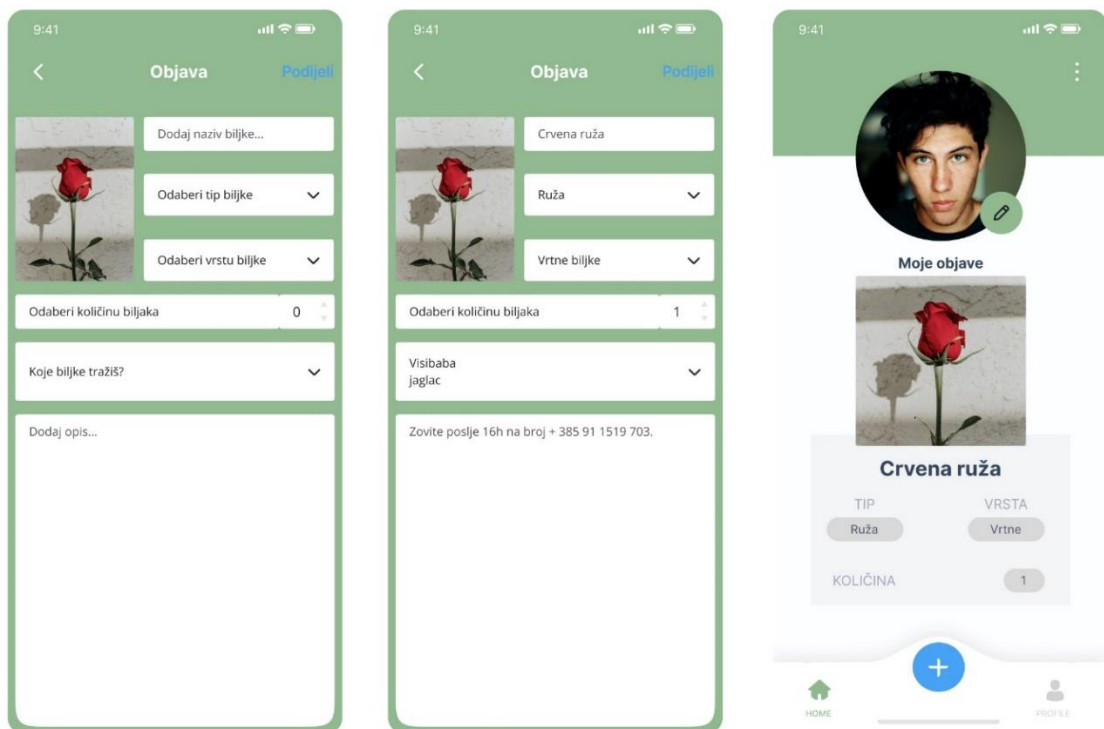 9:41
Objava
Podijeli
Dodaj naziv biljke...
Odaberi tip biljke
Odaberi vrstu biljke
Odaberi količinu biljaka
0
Koje biljke tražiš?
Dodaj opis...
9:41
Objava
Podijeli
Crvena ruža
Ruža
Vrtne biljke
Odaberi količinu biljaka
1
Visibaba
jaglac
Zovite poslje 16h na broj + 385 91 1519 703.
9:41
Moje objave
Crvena ruža
TIP
VRSTA
Ruža
Vrtne
KOLIČINA
1
HOME
PROFILE